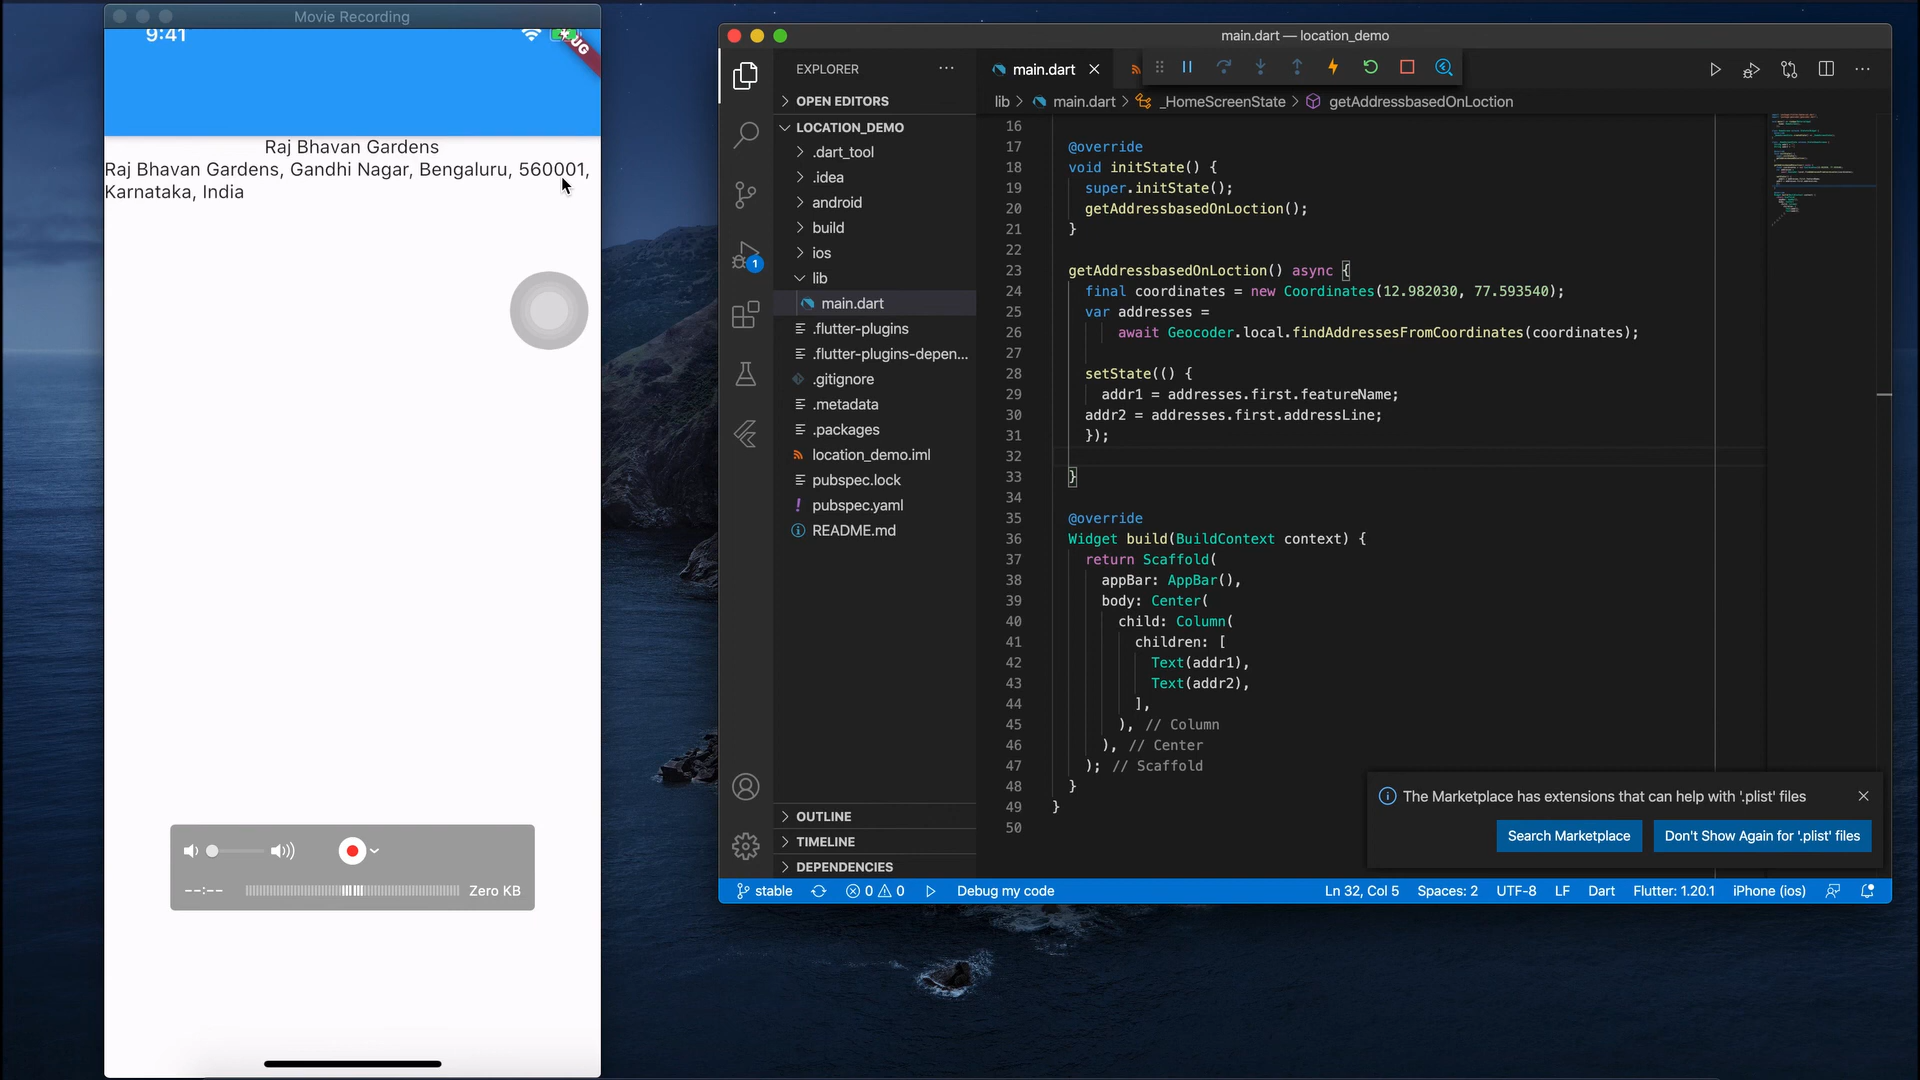 Movie Recording
9:41
Raj Bhavan Gardens
Raj Bhavan Gardens, Gandhi Nagar, Bengaluru, 560001,
Karnataka, India
--:--
Zero KB
main.dart — location_demo
EXPLORER
OPEN EDITORS
LOCATION_DEMO
.dart_tool
.idea
android
build
ios
lib
main.dart
.flutter-plugins
.flutter-plugins-depen...
.gitignore
.metadata
.packages
location_demo.iml
pubspec.lock
pubspec.yaml
README.md
OUTLINE
TIMELINE
DEPENDENCIES
1
main.dart
lib > main.dart > _HomeScreenState > getAddressbasedOnLoction
16
17 @override
18 void initState() {
19 super.initState();
20 getAddressbasedOnLoction();
21 }
22
23 getAddressbasedOnLoction() async {
24 final coordinates = new Coordinates(12.982030, 77.593540);
25 var addresses =
26 await Geocoder.local.findAddressesFromCoordinates(coordinates);
27
28 setState(() {
29 addr1 = addresses.first.featureName;
30 addr2 = addresses.first.addressLine;
31 });
32
33 }
34
35 @override
36 Widget build(BuildContext context) {
37 return Scaffold(
38 appBar: AppBar(),
39 body: Center(
40 child: Column(
41 children: [
42 Text(addr1),
43 Text(addr2),
44 ],
45 ), // Column
46 ), // Center
47 ); // Scaffold
48 }
49 }
50
The Marketplace has extensions that can help with '.plist' files
Search Marketplace
Don't Show Again for '.plist' files
stable
0
0
Debug my code
Ln 32, Col 5
Spaces: 2
UTF-8
LF
Dart
Flutter: 1.20.1
iPhone (ios)